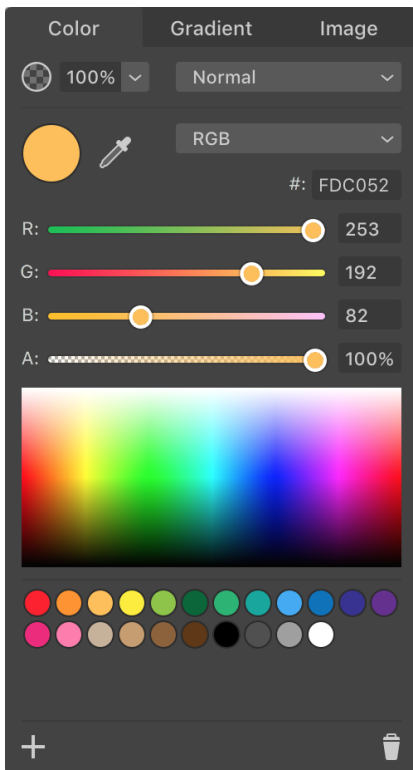 Color Gradient Image
100% Normal
RGB
#: FDC052
R: 253
G: 192
B: 82
A: 100%